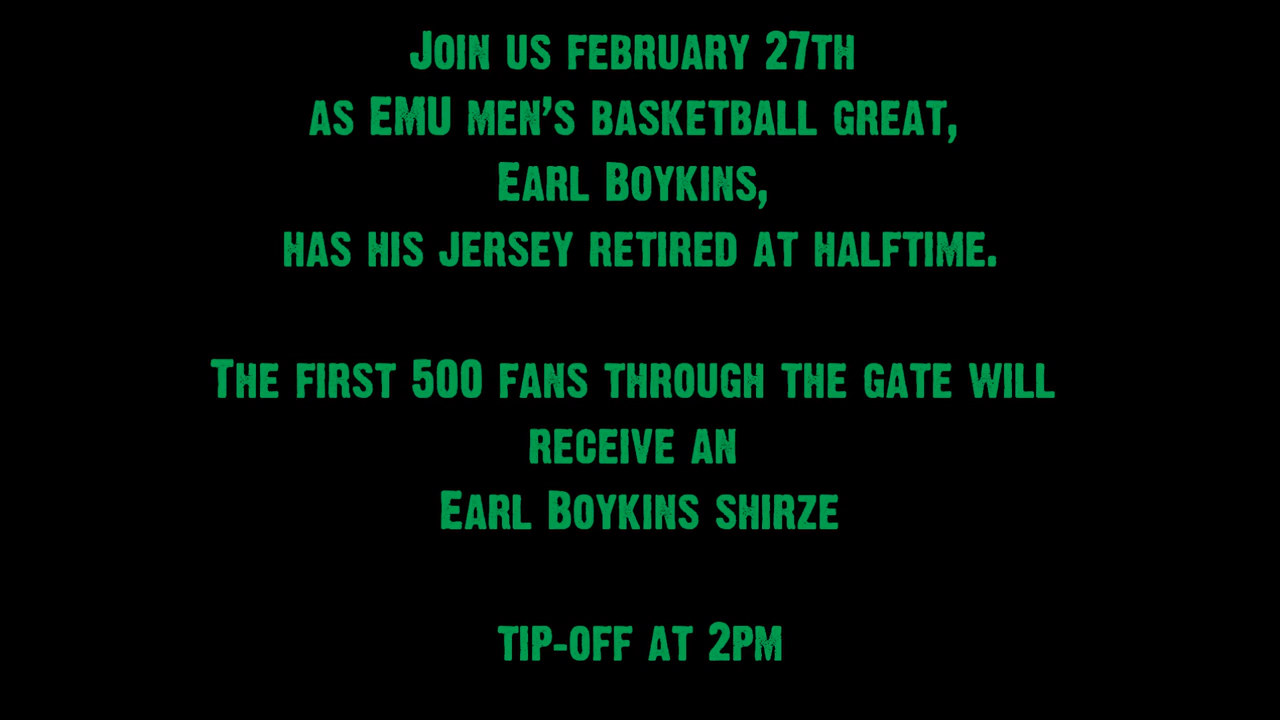 Join us february 27th
as EMU men's basketball great,
Earl Boykins,
has his jersey retired at halftime.
The first 500 fans through the gate will
receive an
Earl Boykins shirze
tip-off at 2pm